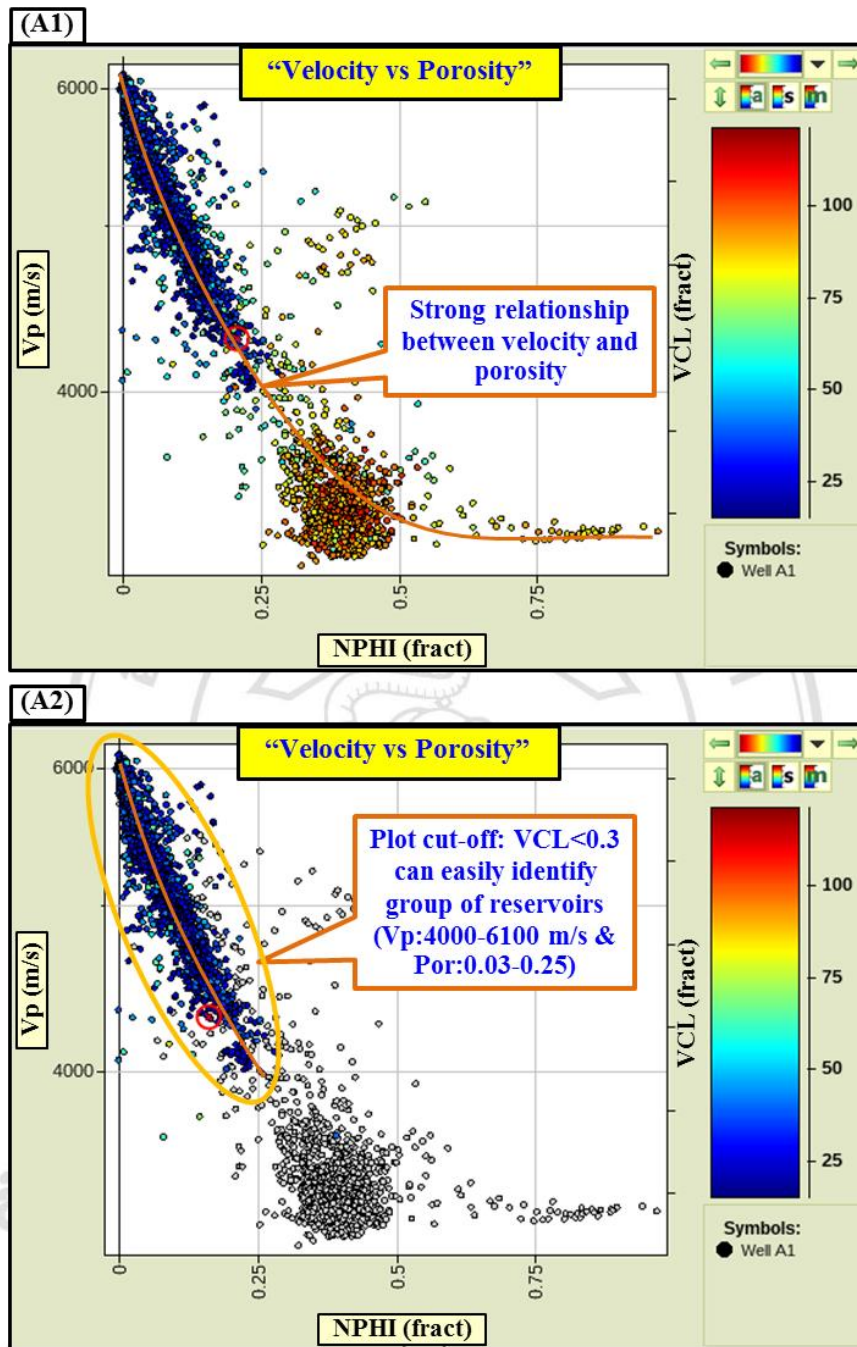 (A1)
“Velocity vs Porosity”
6000
4000
Vp (m/s)
Strong relationship
between velocity and
porosity
0
0.25
0.5
0.75
NPHI (fract)
VCL (fract)
a
s
m
100
75
50
25
Symbols:
Well A1
(A2)
“Velocity vs Porosity”
6000
4000
Vp (m/s)
Plot cut-off: VCL<0.3
can easily identify
group of reservoirs
(Vp:4000-6100 m/s &
Por:0.03-0.25)
0
0.25
0.5
0.75
NPHI (fract)
VCL (fract)
a
s
m
100
75
50
25
Symbols:
Well A1